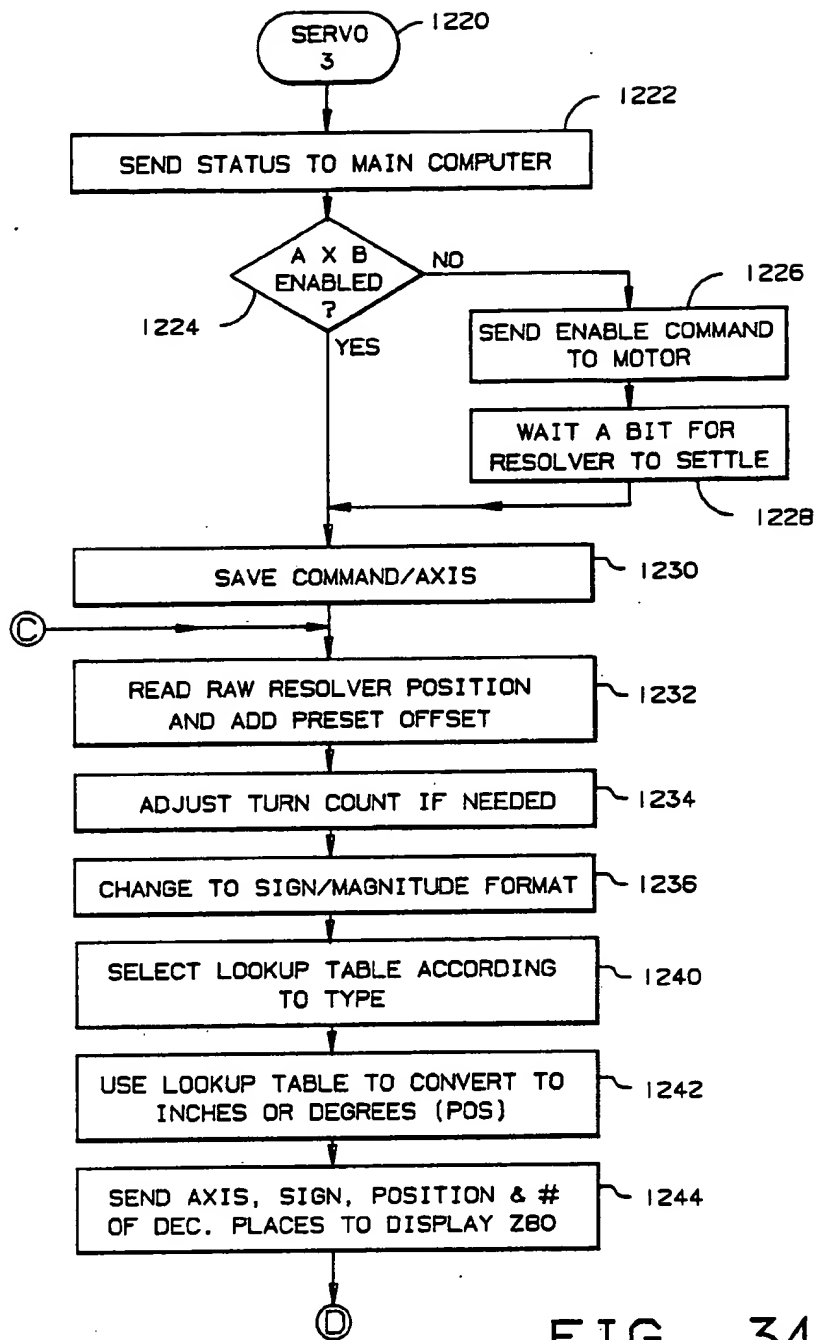 SERVO
3
1220
1222
SEND STATUS TO MAIN COMPUTER
A X B
ENABLED
?
NO
1224
YES
1226
SEND ENABLE COMMAND
TO MOTOR
WAIT A BIT FOR
RESOLVER TO SETTLE
1228
SAVE COMMAND/AXIS
1230
C
READ RAW RESOLVER POSITION
AND ADD PRESET OFFSET
1232
ADJUST TURN COUNT IF NEEDED
1234
CHANGE TO SIGN/MAGNITUDE FORMAT
1236
SELECT LOOKUP TABLE ACCORDING
TO TYPE
1240
USE LOOKUP TABLE TO CONVERT TO
INCHES OR DEGREES (POS)
1242
SEND AXIS, SIGN, POSITION & #
OF DEC. PLACES TO DISPLAY Z80
1244
D
FIG. 34